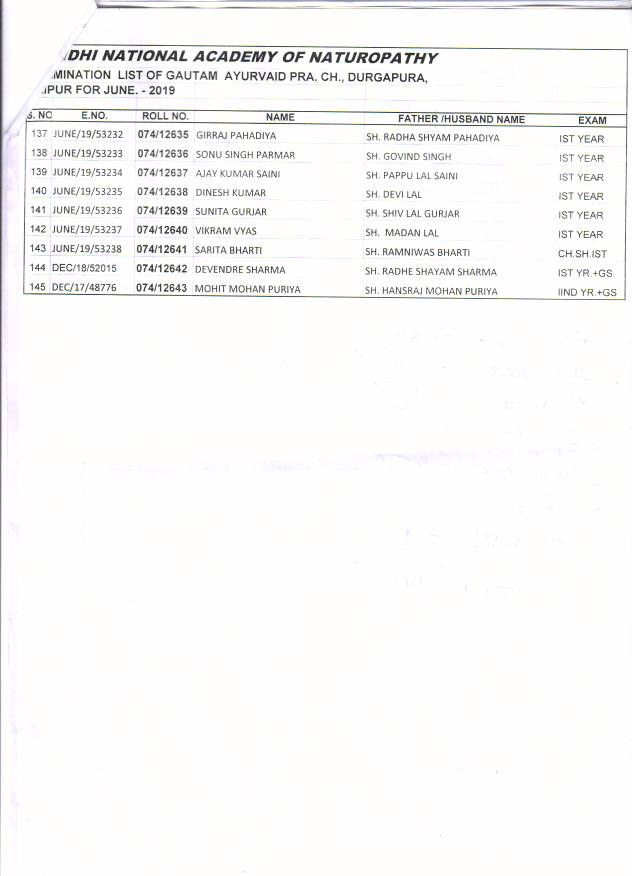 DHI NATIONAL ACADEMY OF NATUROPATHY
MINATION LIST OF GAUTAM AYURVAID PRA. CH., DURGAPURA,
IPUR FOR JUNE. - 2019
S. NO E.NO. ROLL NO. NAME FATHER /HUSBAND NAME EXAM
137 JUNE/19/53232 074/12635 GIRRAJ PAHADIYA SH. RADHA SHYAM PAHADIYA IST YEAR
138 JUNE/19/53233 074/12636 SONU SINGH PARMAR SH. GOVIND SINGH IST YEAR
139 JUNE/19/53234 074/12637 AJAY KUMAR SAINI SH. PAPPU LAL SAINI IST YEAR
140 JUNE/19/53235 074/12638 DINESH KUMAR SH. DEVI LAL IST YEAR
141 JUNE/19/53236 074/12639 SUNITA GURJAR SH. SHIV LAL GURJAR IST YEAR
142 JUNE/19/53237 074/12640 VIKRAM VYAS SH. MADAN LAL IST YEAR
143 JUNE/19/53238 074/12641 SARITA BHARTI SH. RAMNIWAS BHARTI CH.SH.IST
144 DEC/18/52015 074/12642 DEVENDRE SHARMA SH. RADHE SHAYAM SHARMA IST YR.+GS
145 DEC/17/48776 074/12643 MOHIT MOHAN PURIYA SH. HANSRAJ MOHAN PURIYA IIND YR.+GS